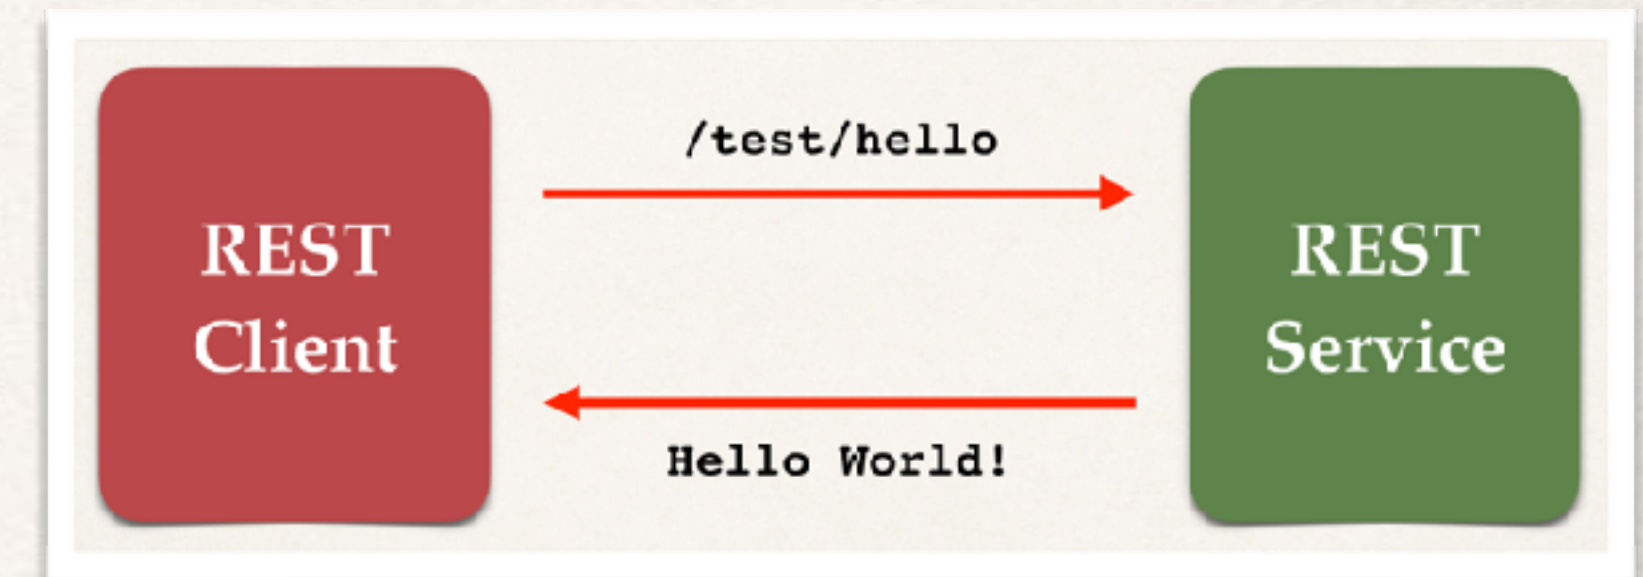 /test/hello
REST
Client
REST
Service
Hello World!